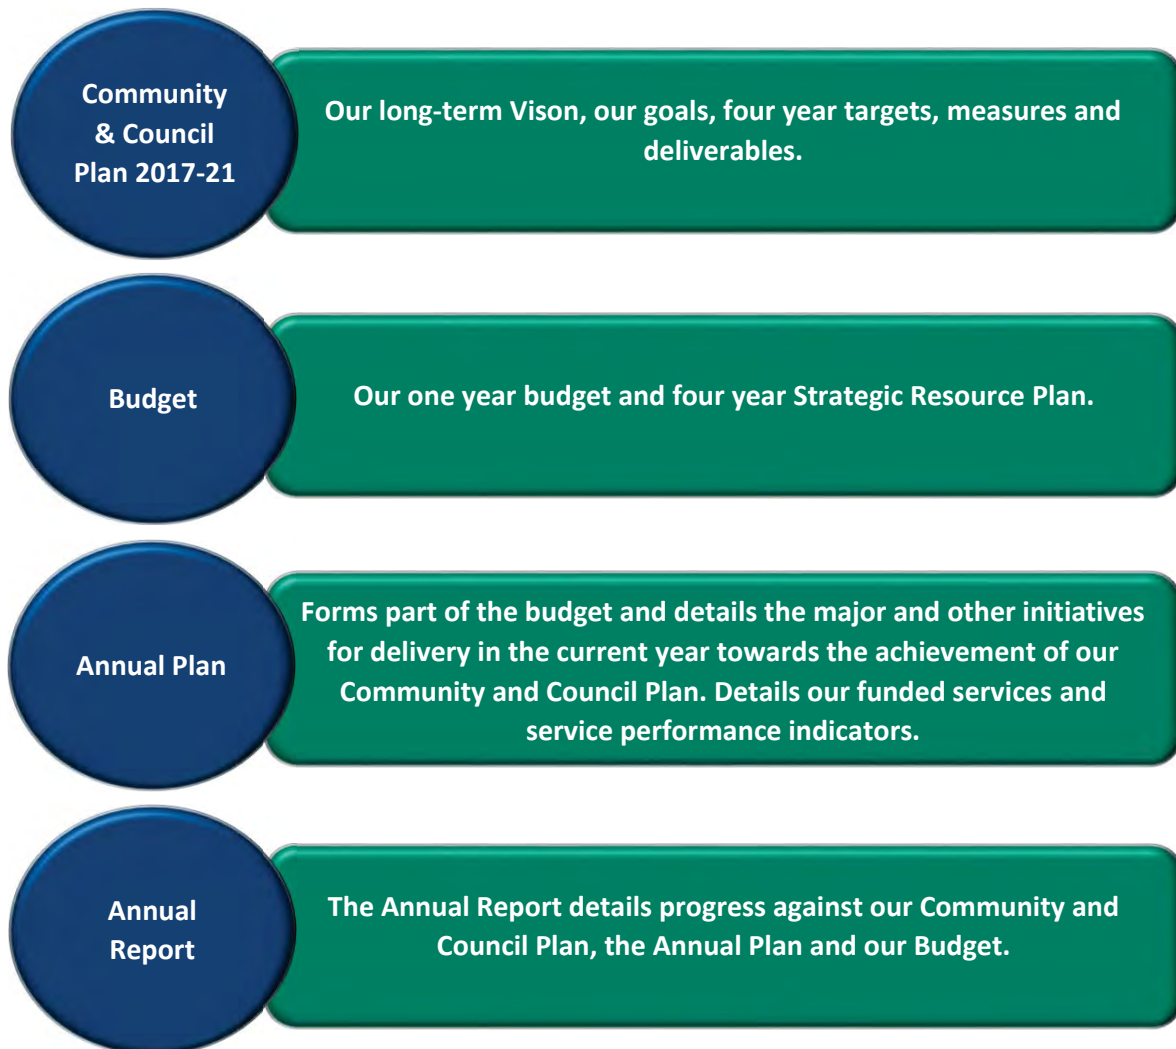 Community
& Council
Plan 2017-21
Our long-term Vison, our goals, four year targets, measures and
deliverables.
Budget
Our one year budget and four year Strategic Resource Plan.
Annual Plan
Forms part of the budget and details the major and other initiatives
for delivery in the current year towards the achievement of our
Community and Council Plan. Details our funded services and
service performance indicators.
Annual
Report
The Annual Report details progress against our Community and
Council Plan, the Annual Plan and our Budget.